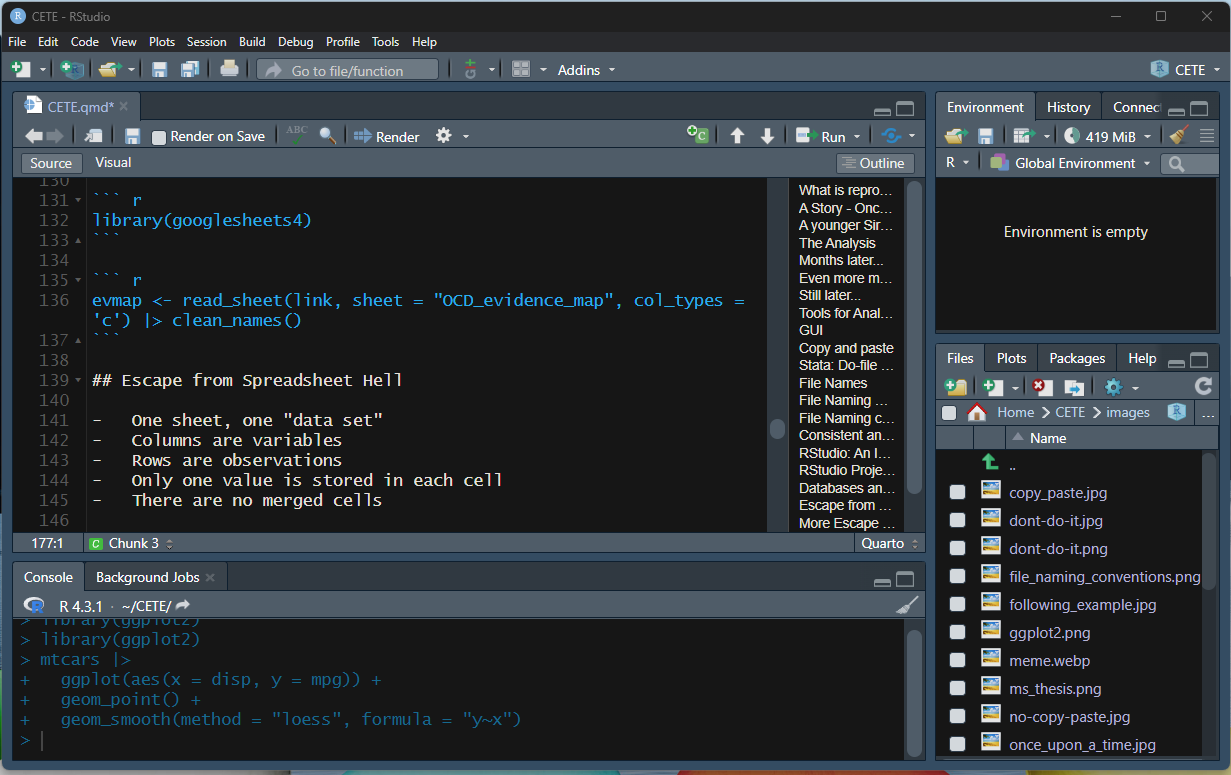 CETE - RStudio
File Edit Code View Plots Session Build Debug Profile Tools Help
Go to file/function Addins CETE
CETE.qmd*
Render on Save ABC Render Run
Source Visual Outline
130
131 ``` r
132 library(googlesheets4)
133 ```
134
135 ``` r
136 evmap <- read_sheet(link, sheet = "OCD_evidence_map", col_types =
'c') |> clean_names()
137 ```
138
139 ## Escape from Spreadsheet Hell
140
141 - One sheet, one "data set"
142 - Columns are variables
143 - Rows are observations
144 - Only one value is stored in each cell
145 - There are no merged cells
146
What is repro...
A Story - Onc...
A younger Sir...
The Analysis
Months later...
Even more m...
Still later...
Tools for Anal...
GUI
Copy and paste
Stata: Do-file ...
File Names
File Naming ...
File Naming c...
Consistent an...
RStudio: An I...
RStudio Proje...
Databases an...
Escape from ...
More Escape ...
177:1 Chunk 3 Quarto
Console Background Jobs
R 4.3.1 · ~/CETE/
> library(ggplot2)
> library(ggplot2)
> mtcars |>
+ ggplot(aes(x = disp, y = mpg)) +
+ geom_point() +
+ geom_smooth(method = "loess", formula = "y~x")
>
Environment History Connec
419 MiB
R Global Environment
Environment is empty
Files Plots Packages Help
Home CETE images ...
Name
..
copy_paste.jpg
dont-do-it.jpg
dont-do-it.png
file_naming_conventions.png
following_example.jpg
ggplot2.png
meme.webp
ms_thesis.png
no-copy-paste.jpg
once_upon_a_time.jpg